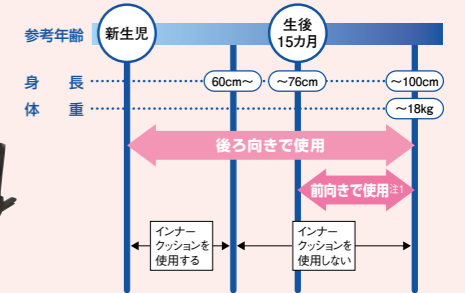 参考年齢
新生児
生後
15カ月
身長
60cm～
～76cm
～100cm
体重
～18kg
後ろ向きで使用
前向きで使用注1
インナー
クッションを
使用する
インナー
クッションを
使用しない